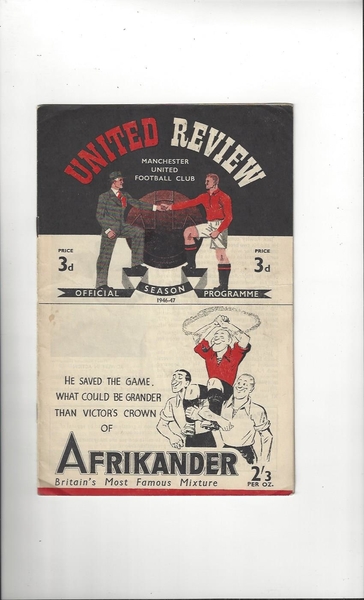 UNITED REVIEW
MANCHESTER
UNITED
FOOTBALL CLUB
PRICE
3d
PRICE
3d
OFFICIAL SEASON PROGRAMME
1946-47
HE SAVED THE GAME,
WHAT COULD BE GRANDER
THAN VICTOR'S CROWN
OF
AFRIKANDER 2'/3
Britain's Most Famous Mixture PER OZ.